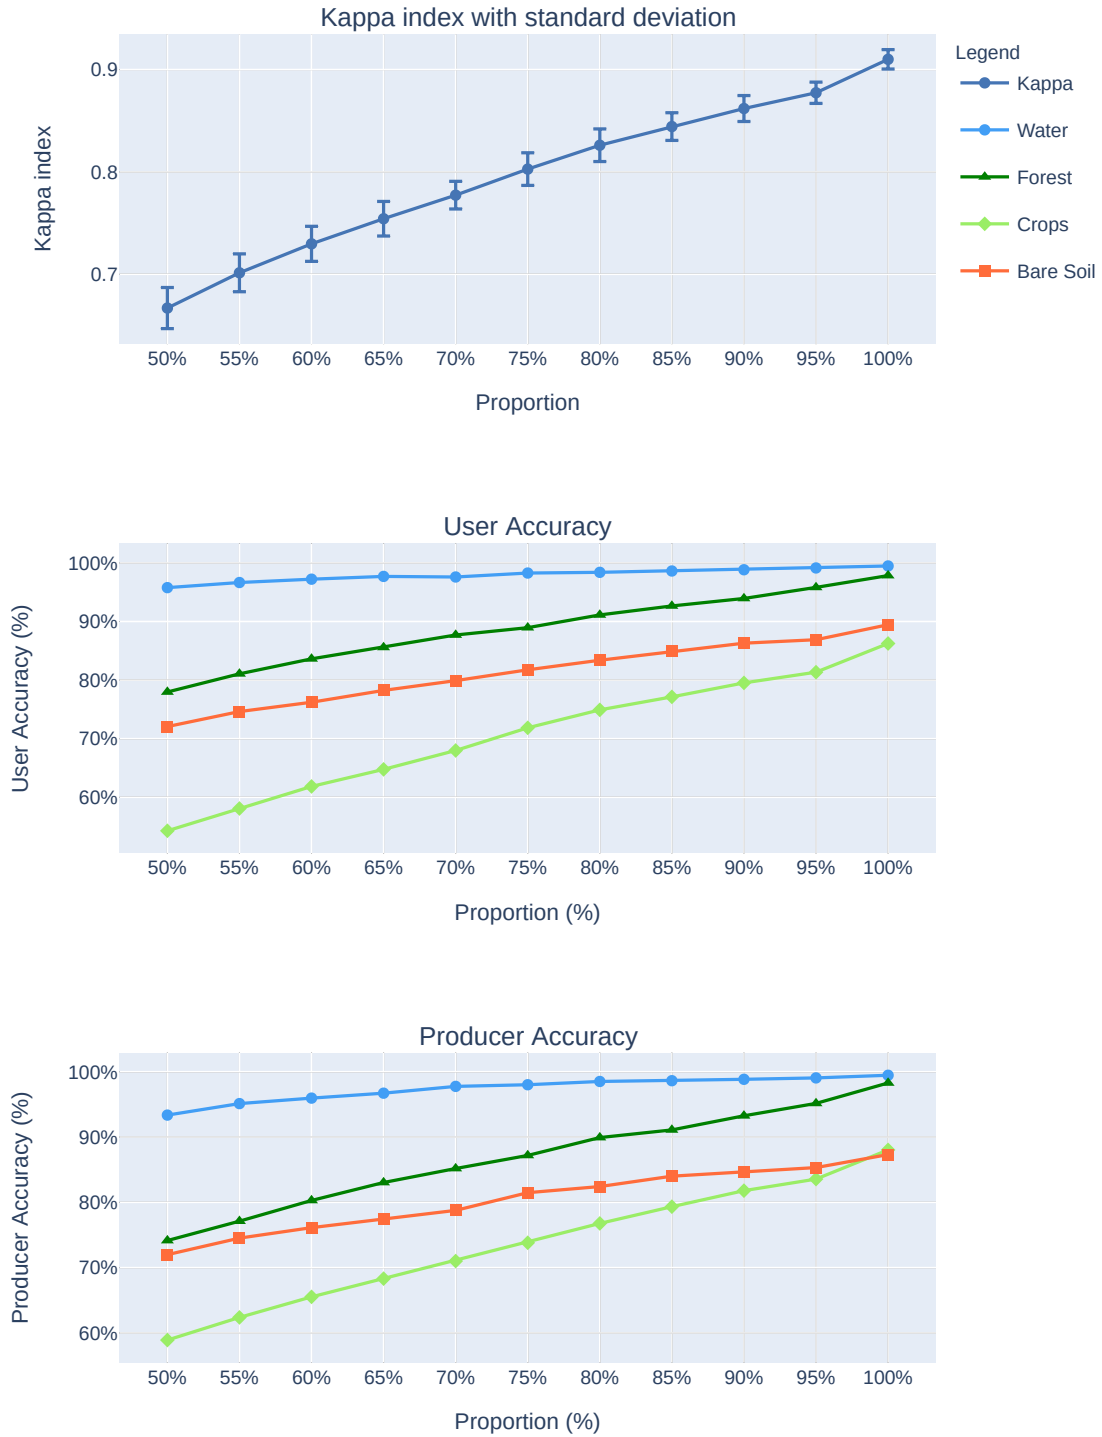 Kappa index with standard deviation
Kappa index
0.9
0.8
0.7
50% 55% 60% 65% 70% 75% 80% 85% 90% 95% 100%
Proportion
Legend
Kappa
Water
Forest
Crops
Bare Soil
User Accuracy
User Accuracy (%)
100%
90%
80%
70%
60%
50% 55% 60% 65% 70% 75% 80% 85% 90% 95% 100%
Proportion (%)
Producer Accuracy
Producer Accuracy (%)
100%
90%
80%
70%
60%
50% 55% 60% 65% 70% 75% 80% 85% 90% 95% 100%
Proportion (%)